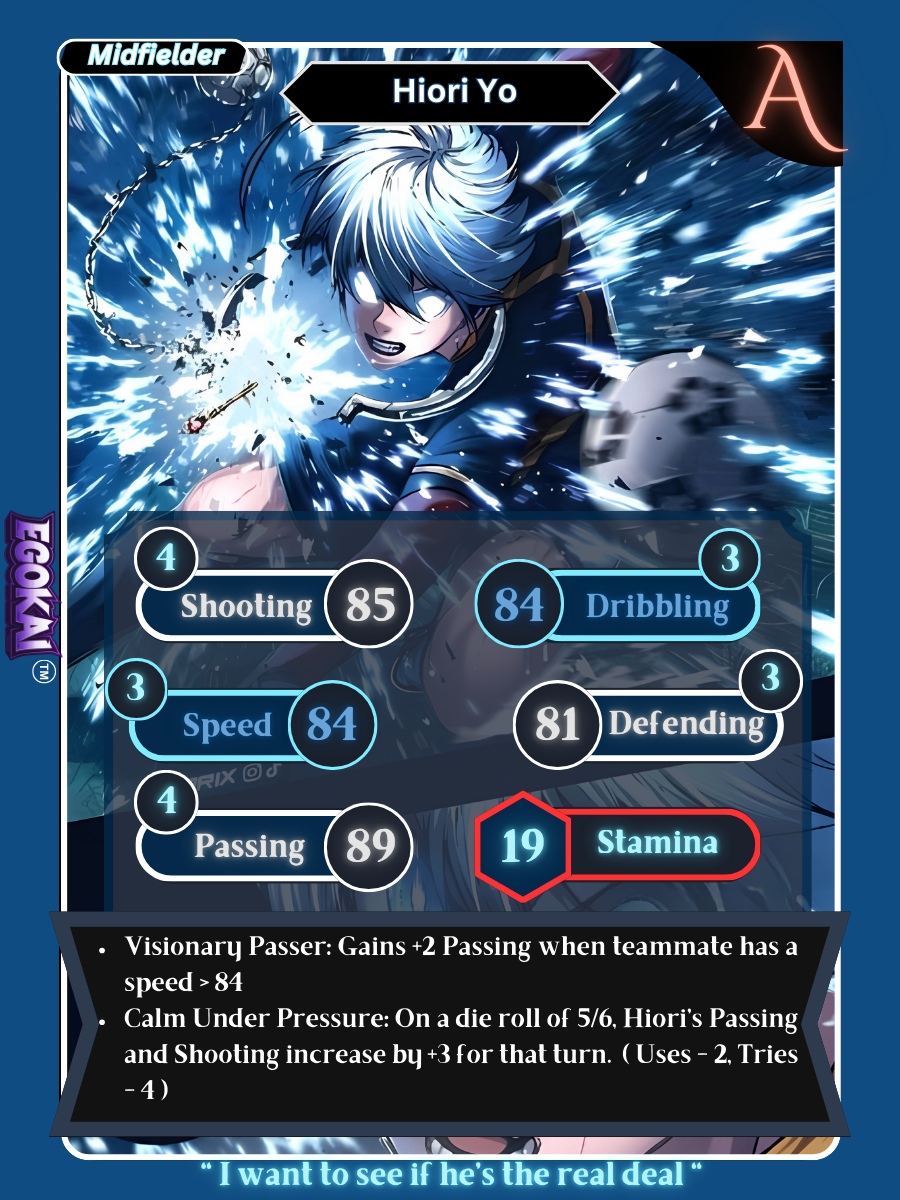 Midfielder
Hiori Yo
A
EGOKAI
TM
4
Shooting 85
3
84 Dribbling
3
Speed 84
3
81 Defending
4
Passing 89
19 Stamina
• Visionary Passer: Gains +2 Passing when teammate has a
speed > 84
• Calm Under Pressure: On a die roll of 5/6, Hiori's Passing
and Shooting increase by +3 for that turn. ( Uses - 2, Tries
- 4 )
“ I want to see if he's the real deal “